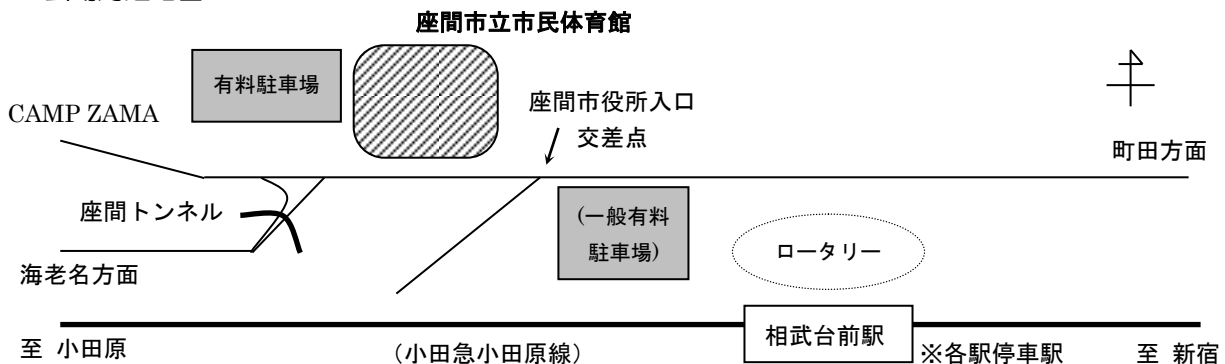 座間市立市民体育館
有料駐車場
座間市役所入口
交差点
CAMP ZAMA
町田方面
座間トンネル
(一般有料
駐車場)
ロータリー
海老名方面
相武台前駅
至 小田原
(小田急小田原線)
※各駅停車駅
至 新宿